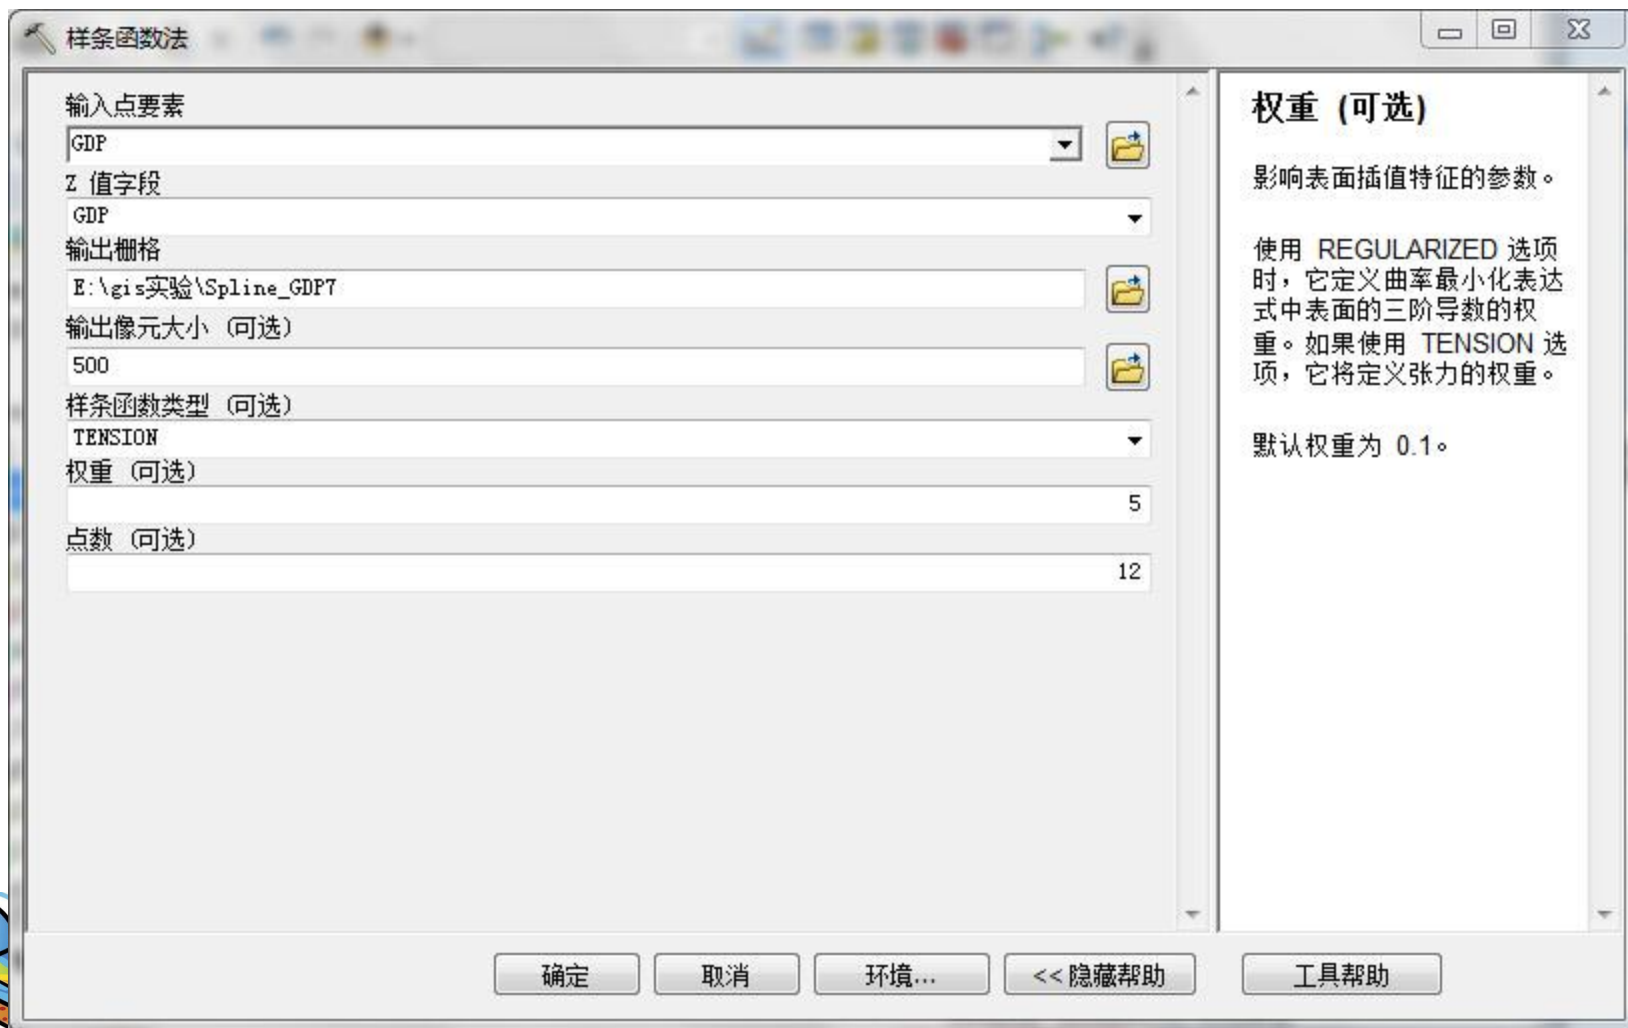 样条函数法
输入点要素
GDP
Z 值字段
GDP
输出栅格
E:\gis实验\Spline_GDP7
输出像元大小 (可选)
500
样条函数类型 (可选)
TENSION
权重 (可选)
5
点数 (可选)
12
确定
取消
环境...
<< 隐藏帮助
权重 (可选)
影响表面插值特征的参数。
使用 REGULARIZED 选项
时，它定义曲率最小化表达
式中表面的三阶导数的权
重。如果使用 TENSION 选
项，它将定义张力的权重。
默认权重为 0.1。
工具帮助